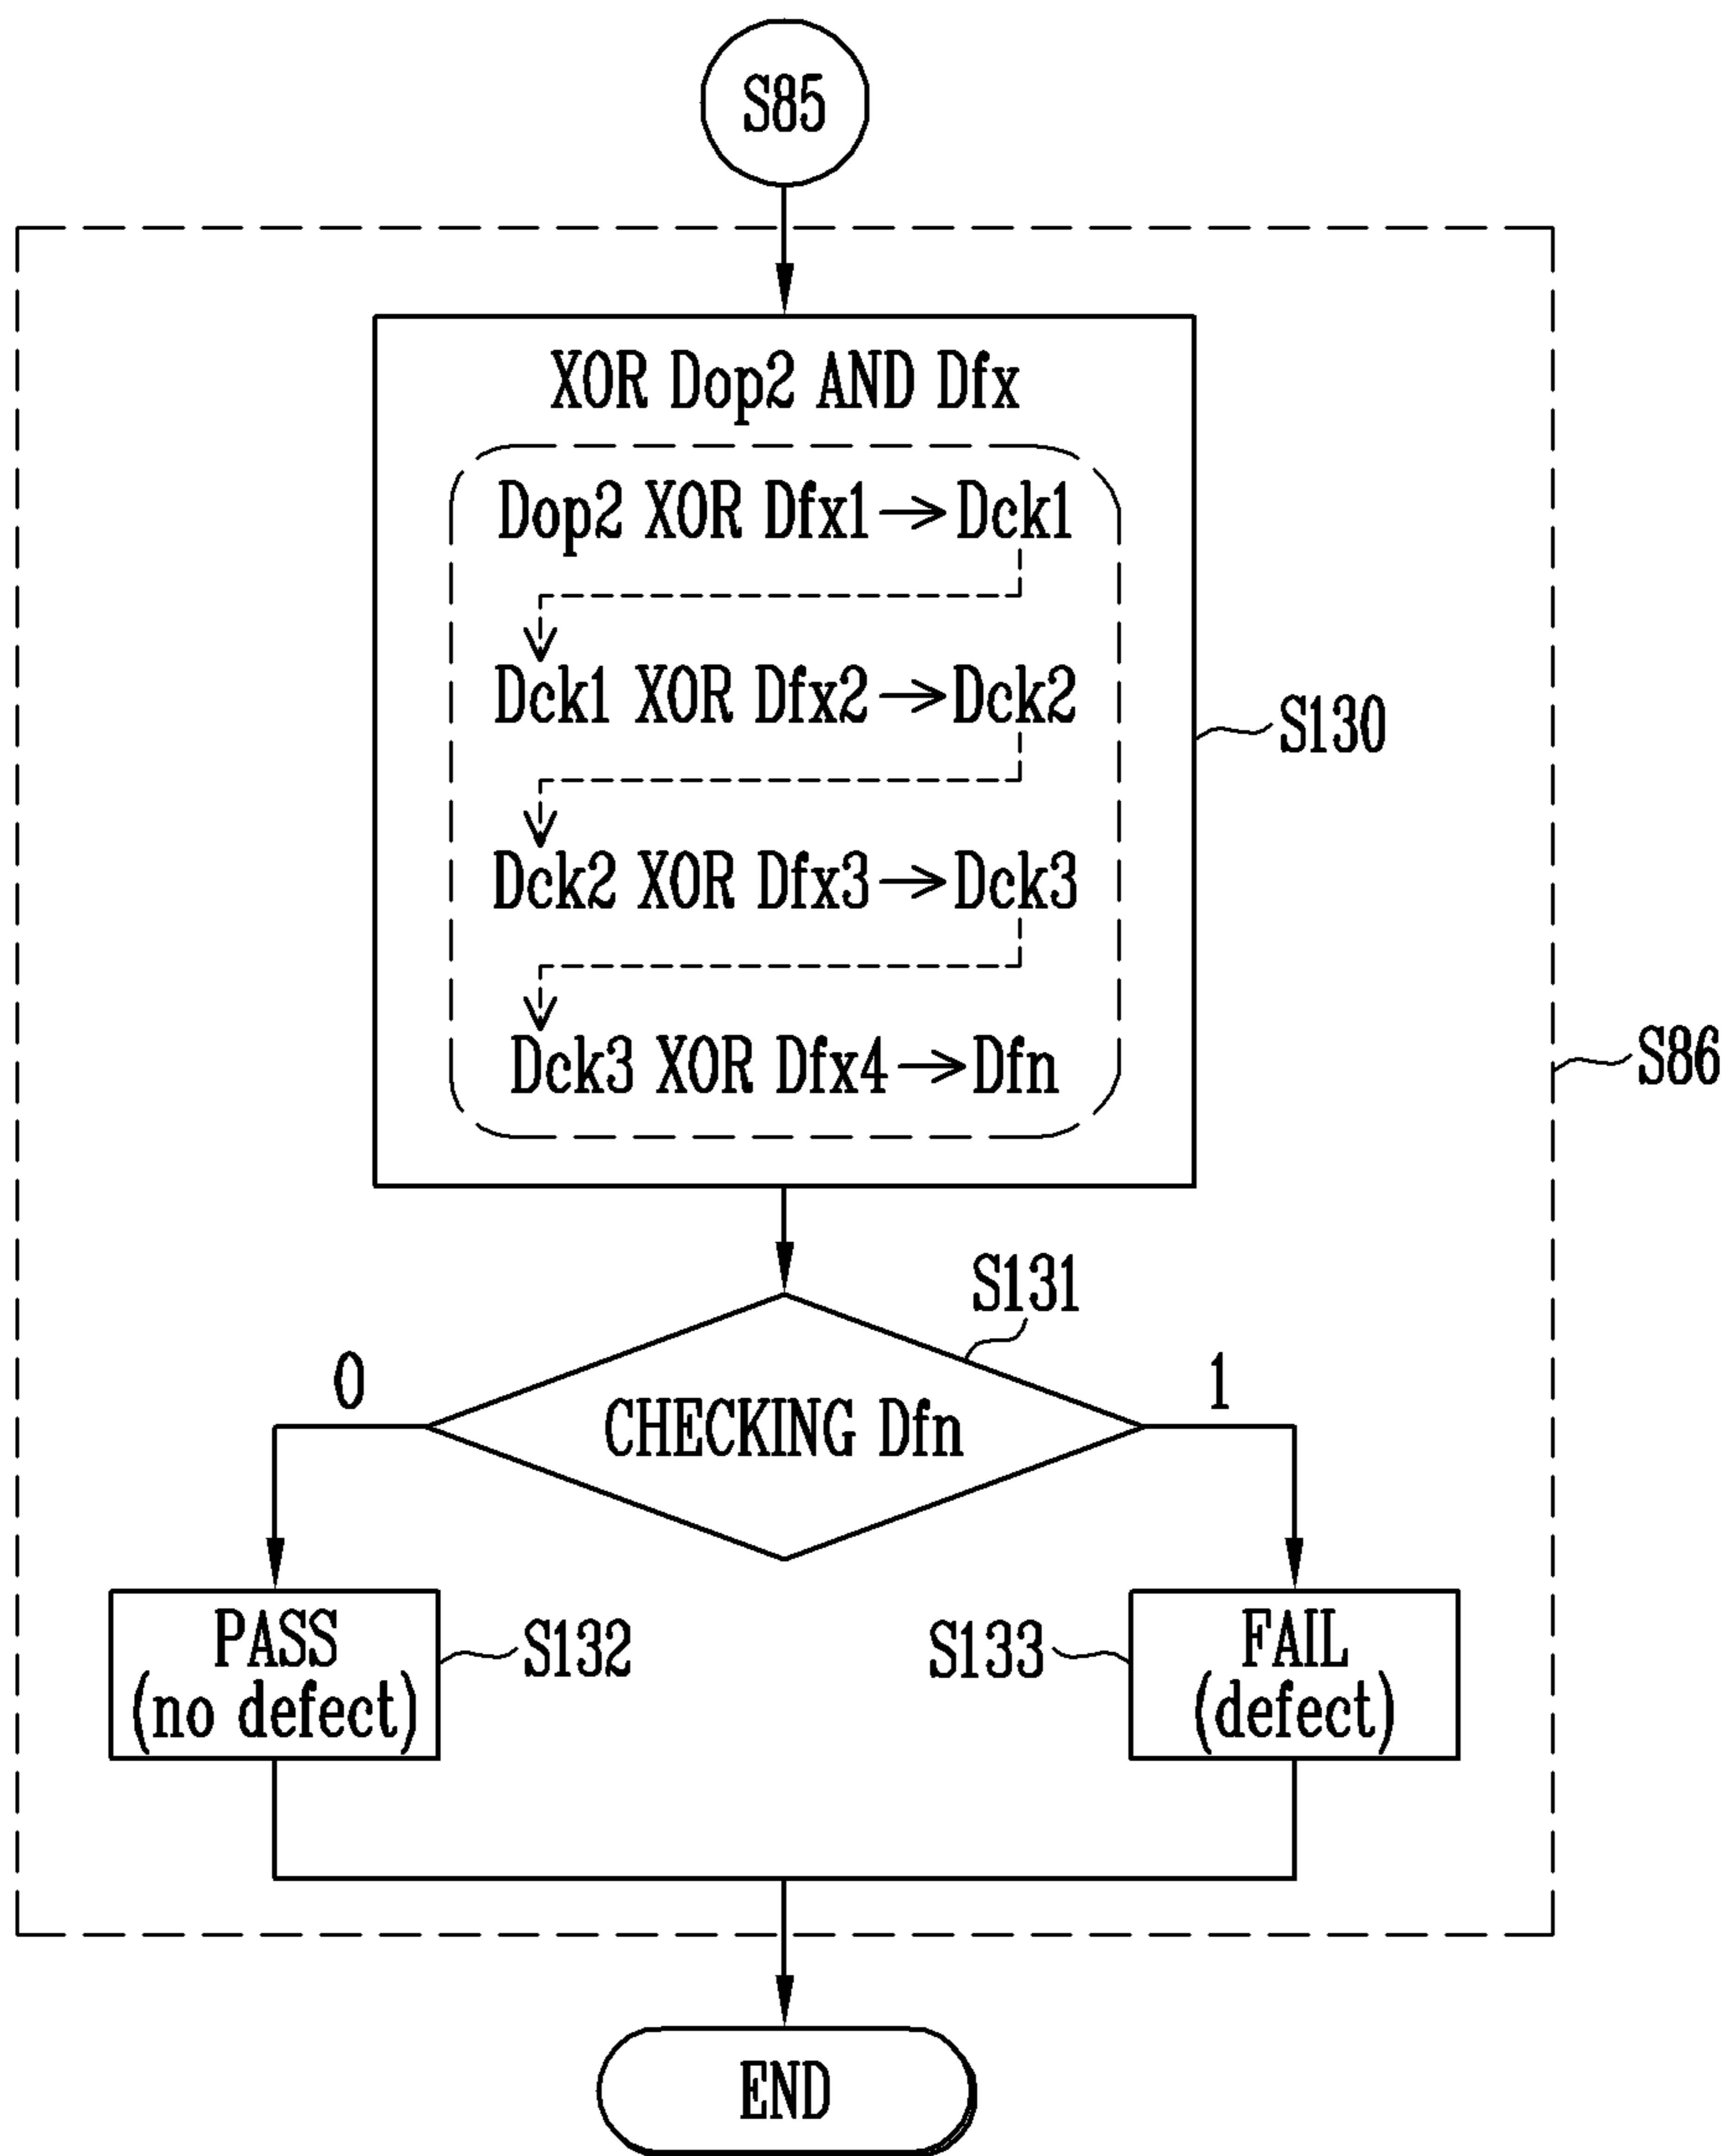 S85
XOR Dop2 AND Dfx
Dop2 XOR Dfx1→Dck1
Dck1 XOR Dfx2→Dck2
S130
Dck2 XOR Dfx3→Dck3
Dck3 XOR Dfx4→Dfn
S86
S131
0
1
CHECKING Dfn
PASS
(no defect)
S132
S133
FAIL
(defect)
END